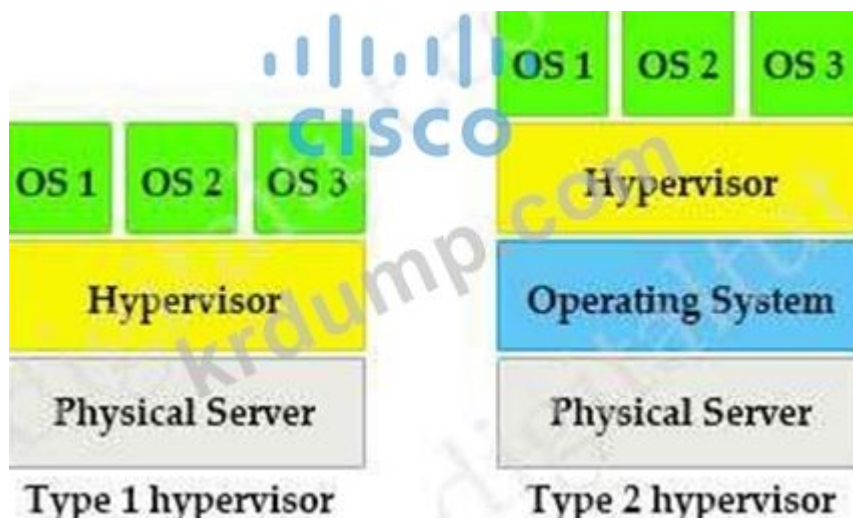 OS 1 OS 2 OS 3
CISCO
Hypervisor
OS 1 OS 2 OS 3
Hypervisor
Operating System
Physical Server
Physical Server
Type 1 hypervisor
Type 2 hypervisor
krdump.com